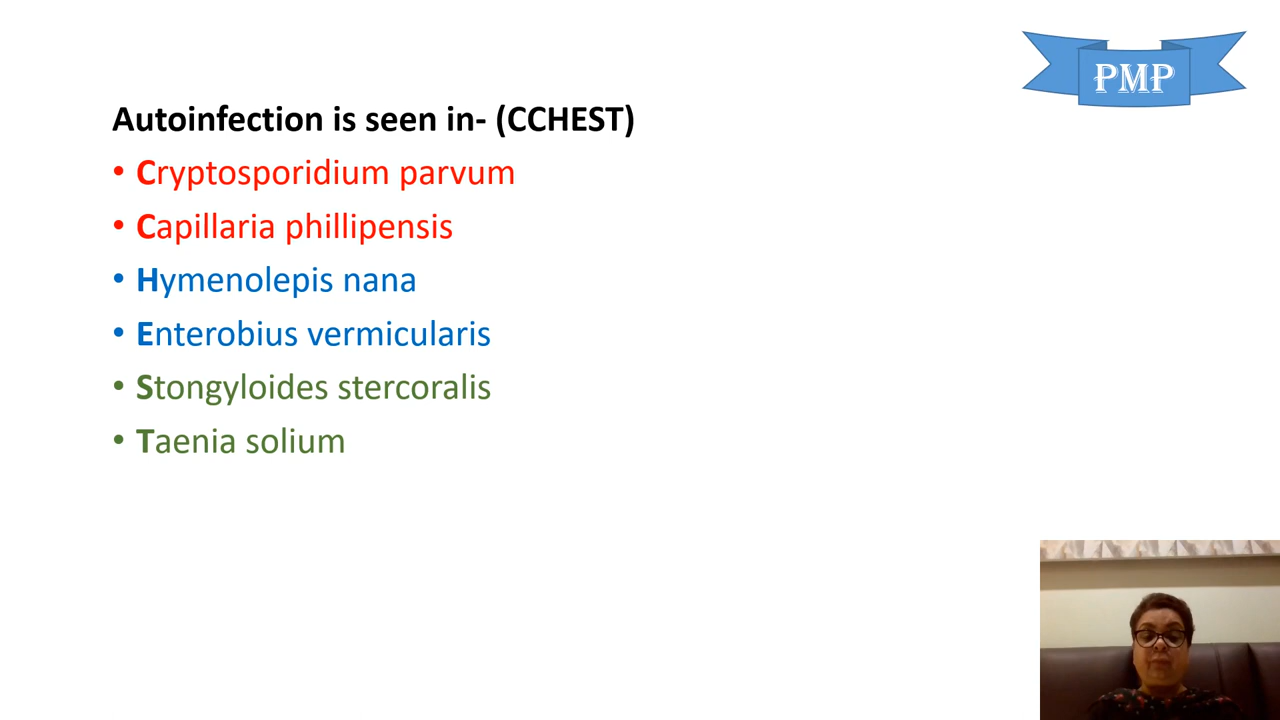 PMP
Autoinfection is seen in- (CCHEST)
• Cryptosporidium parvum
• Capillaria phillipensis
• Hymenolepis nana
• Enterobius vermicularis
• Stongyloides stercoralis
• Taenia solium